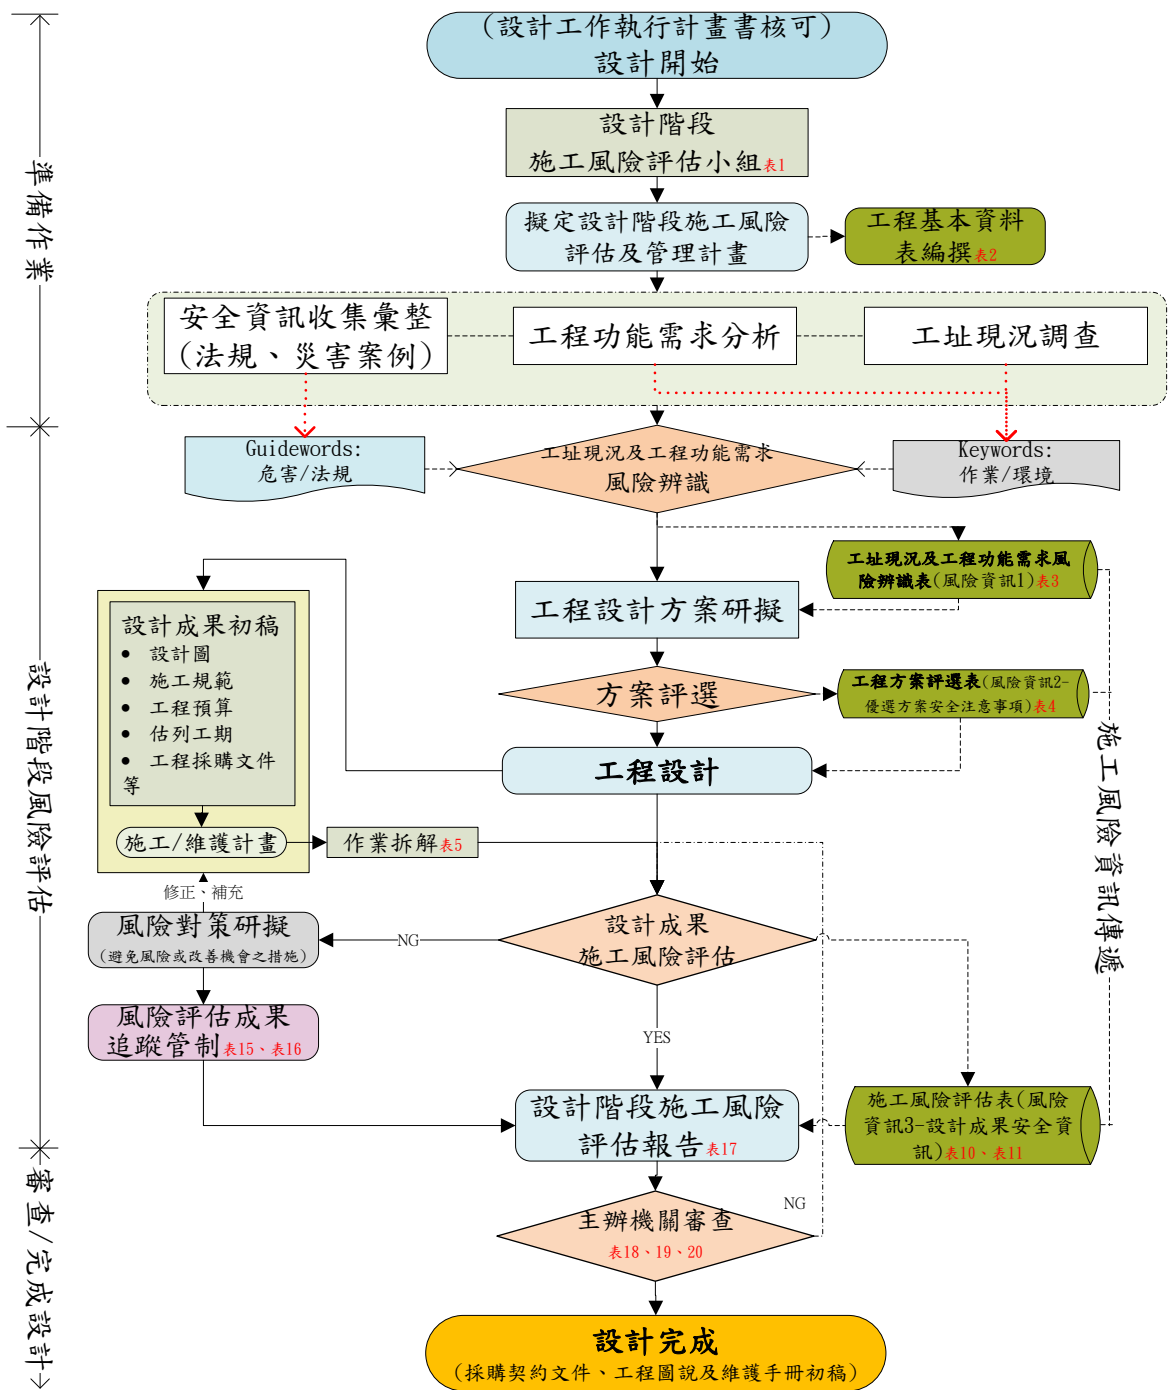 (設計工作執行計畫書核可)
設計開始
設計階段
施工風險評估小組表1
擬定設計階段施工風險
評估及管理計畫
工程基本資料
表編撰表2
準備作業
安全資訊收集彙整
(法規、災害案例)
工程功能需求分析
工址現況調查
Guidewords:
危害/法規
工址現況及工程功能需求
風險辨識
Keywords:
作業/環境
工址現況及工程功能需求風
險辨識表(風險資訊1)表3
工程設計方案研擬
設計成果初稿
• 設計圖
• 施工規範
• 工程預算
• 估列工期
• 工程採購文件
等
方案評選
工程方案評選表(風險資訊2-
優選方案安全注意事項)表4
工程設計
設計階段風險評估
施工風險資訊傳遞
施工/維護計畫
作業拆解表5
修正、補充
風險對策研擬
(避免風險或改善機會之措施)
NG
設計成果
施工風險評估
風險評估成果
追蹤管制表15、表16
YES
設計階段施工風險
評估報告表17
施工風險評估表(風險
資訊3-設計成果安全資
訊)表10、表11
審查/完成設計
主辦機關審查
表18、19、20
NG
設計完成
(採購契約文件、工程圖說及維護手冊初稿)